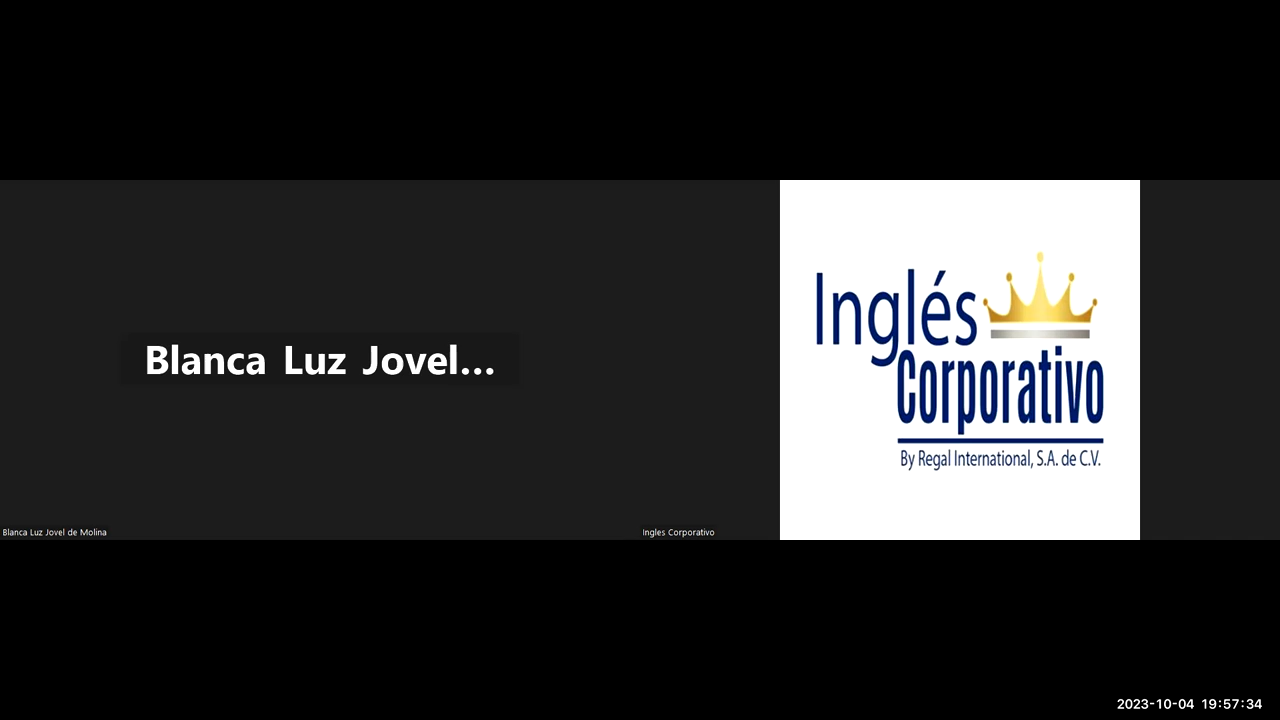 Blanca Luz Jovel...
Blanca Luz Jovel de Molina
Inglés
Corporativo
By Regal International, S.A. de C.V.
Ingles Corporativo
2023-10-04 19:57:34